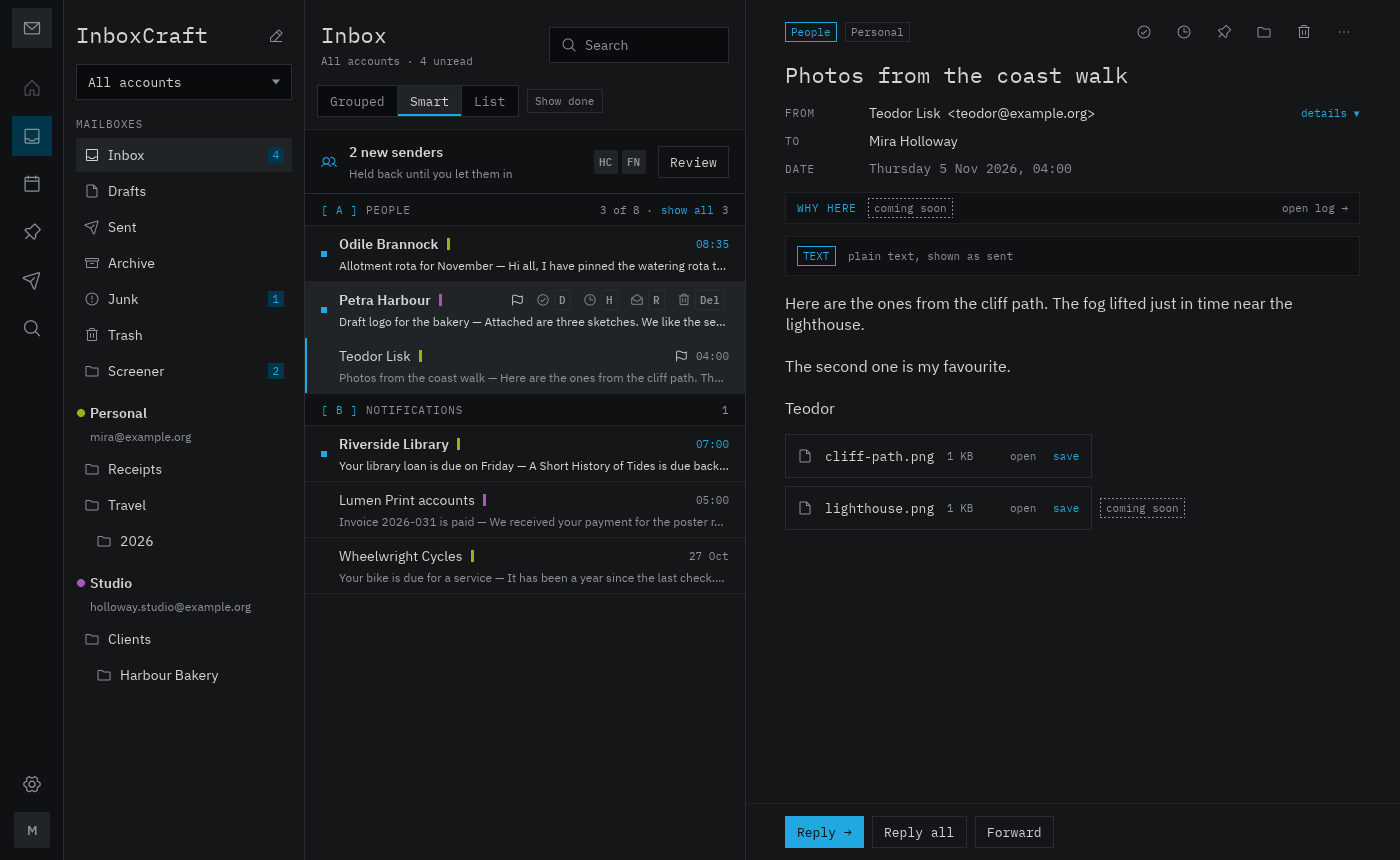 InboxCraft
All accounts
MAILBOXES
Inbox 4
Drafts
Sent
Archive
Junk 1
Trash
Screener 2
Personal
mira@example.org
Receipts
Travel
2026
Studio
holloway.studio@example.org
Clients
Harbour Bakery
M
Inbox
All accounts · 4 unread
Search
Grouped Smart List Show done
2 new senders
Held back until you let them in
HC FN Review
[ A ] PEOPLE 3 of 8 · show all 3
Odile Brannock 08:35
Allotment rota for November — Hi all, I have pinned the watering rota t…
Petra Harbour D H R Del
Draft logo for the bakery — Attached are three sketches. We like the se…
Teodor Lisk 04:00
Photos from the coast walk — Here are the ones from the cliff path. Th…
[ B ] NOTIFICATIONS 1
Riverside Library 07:00
Your library loan is due on Friday — A Short History of Tides is due back…
Lumen Print accounts 05:00
Invoice 2026-031 is paid — We received your payment for the poster r…
Wheelwright Cycles 27 Oct
Your bike is due for a service — It has been a year since the last check.…
People Personal
Photos from the coast walk
FROM Teodor Lisk <teodor@example.org> details ▾
TO Mira Holloway
DATE Thursday 5 Nov 2026, 04:00
WHY HERE coming soon open log →
TEXT plain text, shown as sent
Here are the ones from the cliff path. The fog lifted just in time near the
lighthouse.
The second one is my favourite.
Teodor
cliff-path.png 1 KB open save
lighthouse.png 1 KB open save coming soon
Reply → Reply all Forward